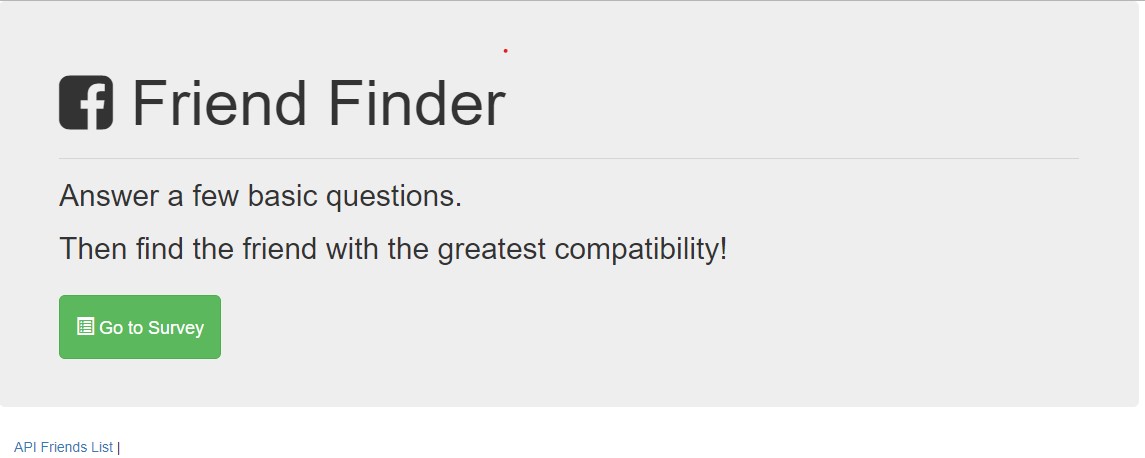 Friend Finder
Answer a few basic questions.
Then find the friend with the greatest compatibility!
Go to Survey
API Friends List |